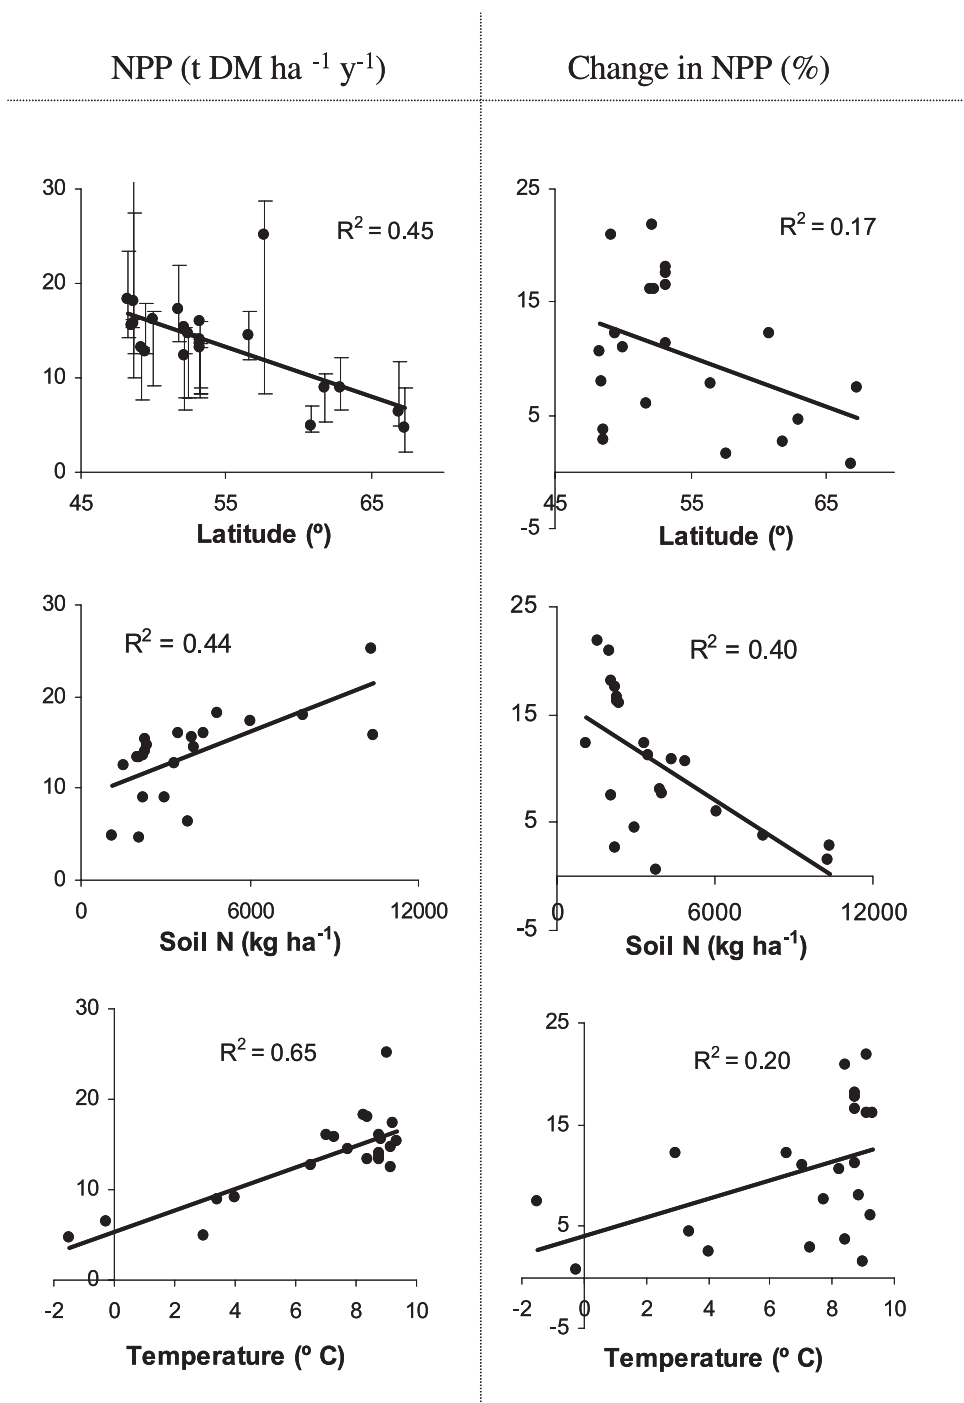 NPP (t DM ha -1 y-1)
Change in NPP (%)
30
20
10
0
R2 = 0.45
45 55 65
Latitude (º)
25
15
5
-5
R2 = 0.17
45 55 65
Latitude (º)
30
20
10
0
R2 = 0.44
0 6000 12000
Soil N (kg ha-1)
25
15
5
-5
R2 = 0.40
0 6000 12000
Soil N (kg ha-1)
30
20
10
0
R2 = 0.65
-2 0 2 4 6 8 10
Temperature (º C)
25
15
5
-5
R2 = 0.20
-2 0 2 4 6 8 10
Temperature (º C)